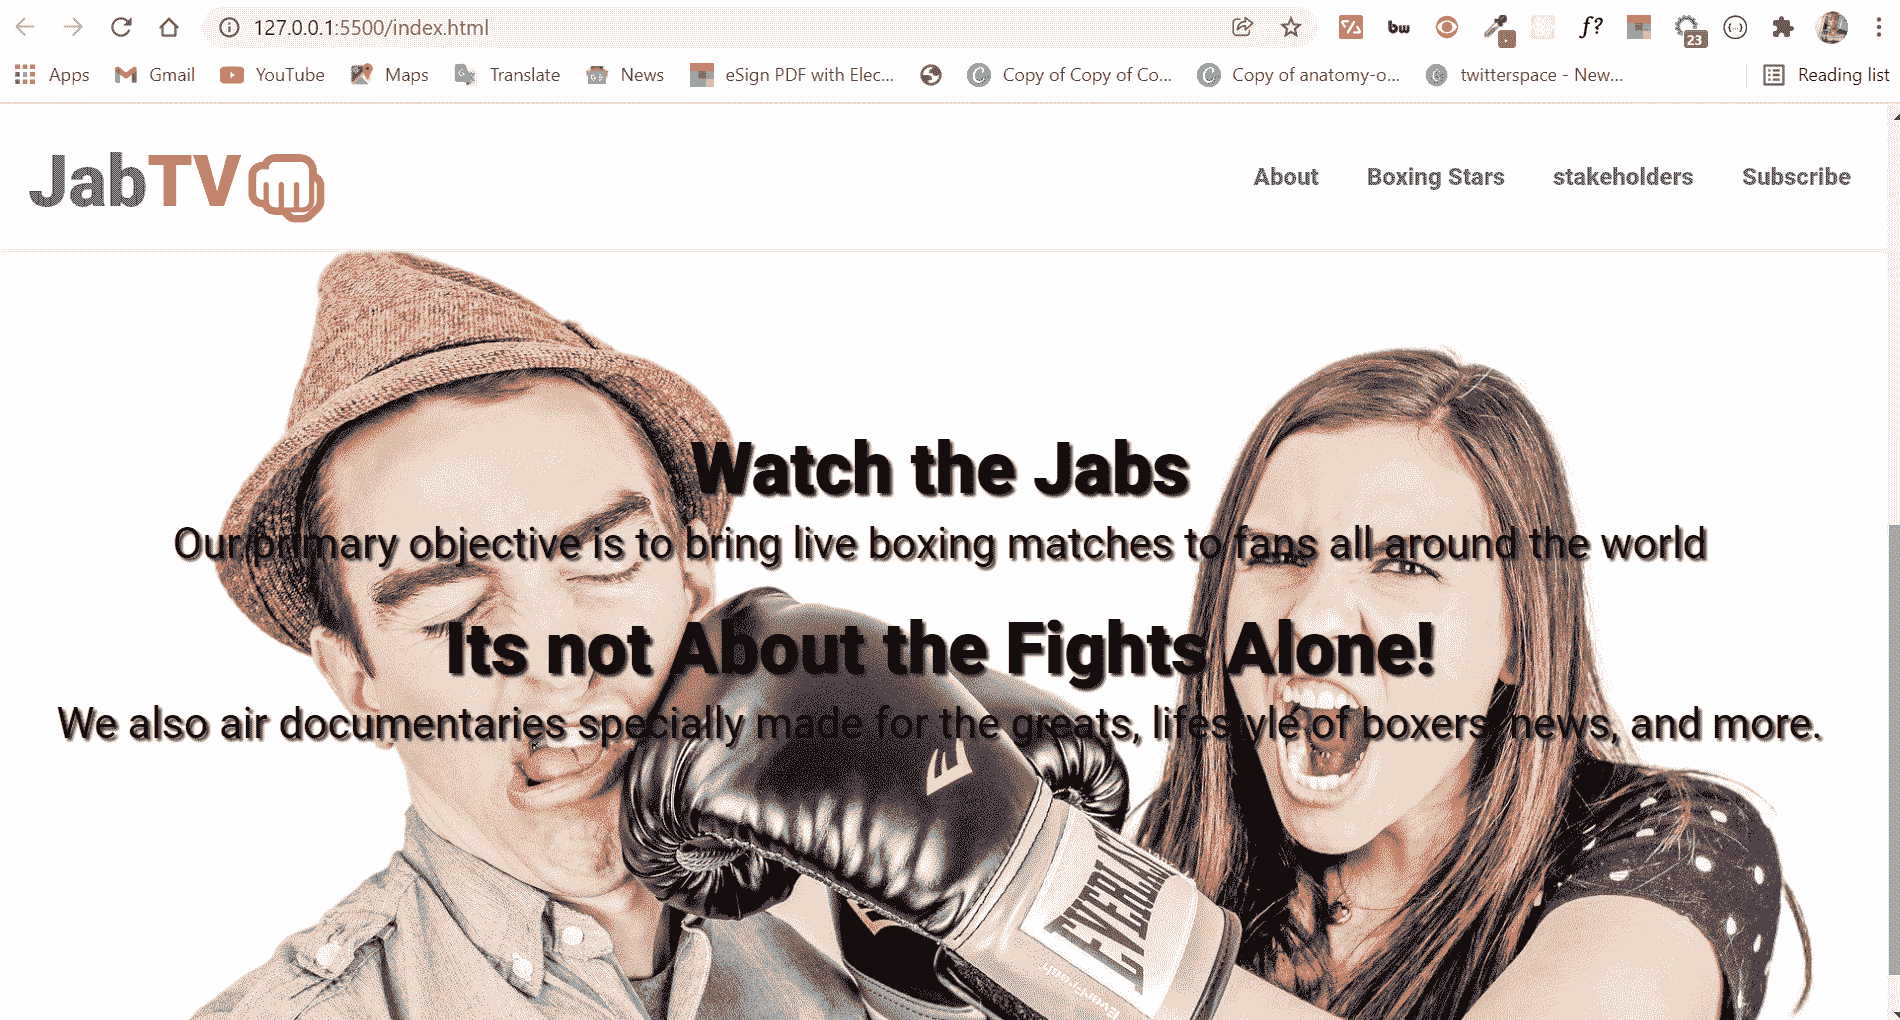 127.0.0.1:5500/index.html
bw
f?
23
Apps
Gmail
YouTube
Maps
Translate
News
eSign PDF with Elec...
Copy of Copy of Co...
Copy of anatomy-o...
twitterspace - New...
Reading list
JabTV
About
Boxing Stars
stakeholders
Subscribe
Watch the Jabs
Our primary objective is to bring live boxing matches to fans all around the world
Its not About the Fights Alone!
We also air documentaries specially made for the greats, lifestyle of boxers, news, and more.
E
EVERLAST